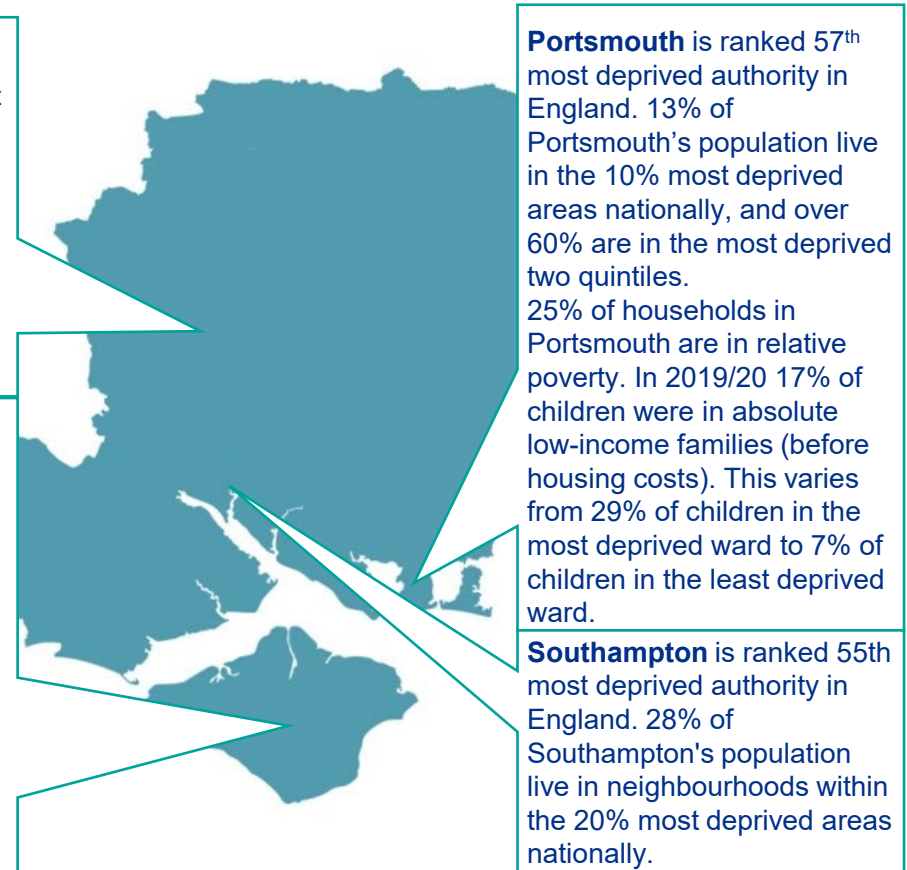 Portsmouth is ranked 57th
most deprived authority in
England. 13% of
Portsmouth’s population live
in the 10% most deprived
areas nationally, and over
60% are in the most deprived
two quintiles.
25% of households in
Portsmouth are in relative
poverty. In 2019/20 17% of
children were in absolute
low-income families (before
housing costs). This varies
from 29% of children in the
most deprived ward to 7% of
children in the least deprived
ward.
Southampton is ranked 55th
most deprived authority in
England. 28% of
Southampton's population
live in neighbourhoods within
the 20% most deprived areas
nationally.